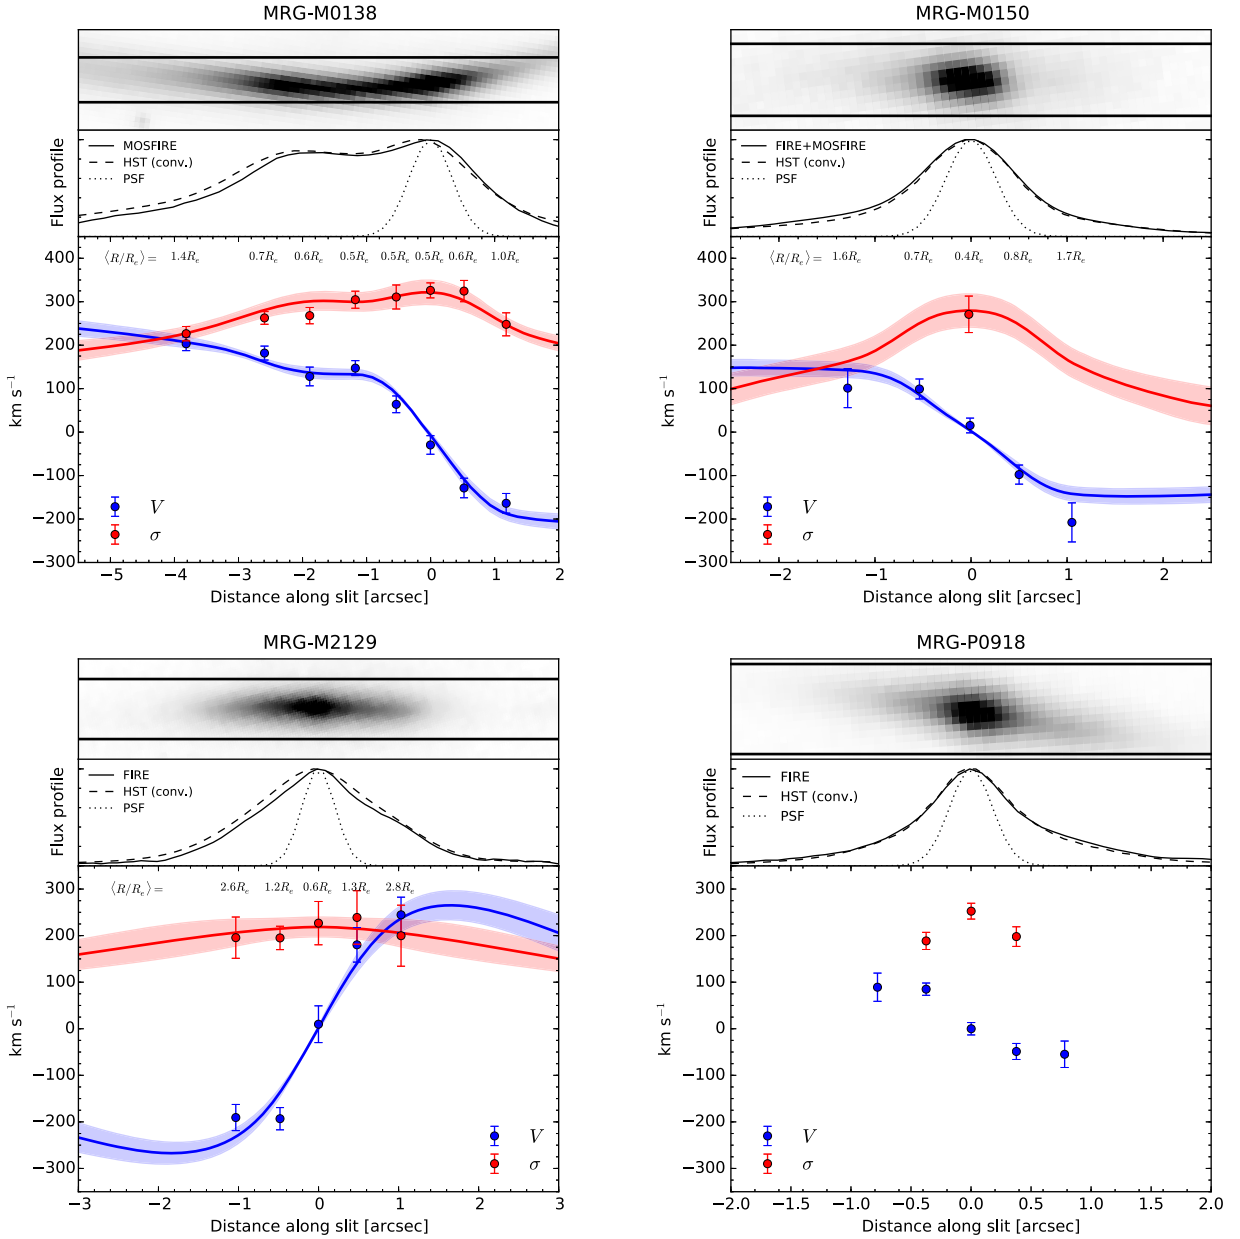 MRG-M0138
MOSFIRE
HST (conv.)
PSF
Flux profile
⟨R/Rₑ⟩ = 1.4Rₑ 0.7Rₑ 0.6Rₑ 0.5Rₑ 0.5Rₑ 0.5Rₑ 0.6Rₑ 1.0Rₑ
400
300
200
100
0
−100
−200
−300
km s⁻¹
V
σ
−5 −4 −3 −2 −1 0 1 2
Distance along slit [arcsec]
MRG-M0150
FIRE+MOSFIRE
HST (conv.)
PSF
Flux profile
⟨R/Rₑ⟩ = 1.6Rₑ 0.7Rₑ 0.4Rₑ 0.8Rₑ 1.7Rₑ
400
300
200
100
0
−100
−200
−300
km s⁻¹
V
σ
−2 −1 0 1 2
Distance along slit [arcsec]
MRG-M2129
FIRE
HST (conv.)
PSF
Flux profile
⟨R/Rₑ⟩ = 2.6Rₑ 1.2Rₑ 0.6Rₑ 1.3Rₑ 2.8Rₑ
300
200
100
0
−100
−200
−300
km s⁻¹
V
σ
−3 −2 −1 0 1 2 3
Distance along slit [arcsec]
MRG-P0918
FIRE
HST (conv.)
PSF
Flux profile
300
200
100
0
−100
−200
−300
km s⁻¹
V
σ
−2.0 −1.5 −1.0 −0.5 0.0 0.5 1.0 1.5 2.0
Distance along slit [arcsec]